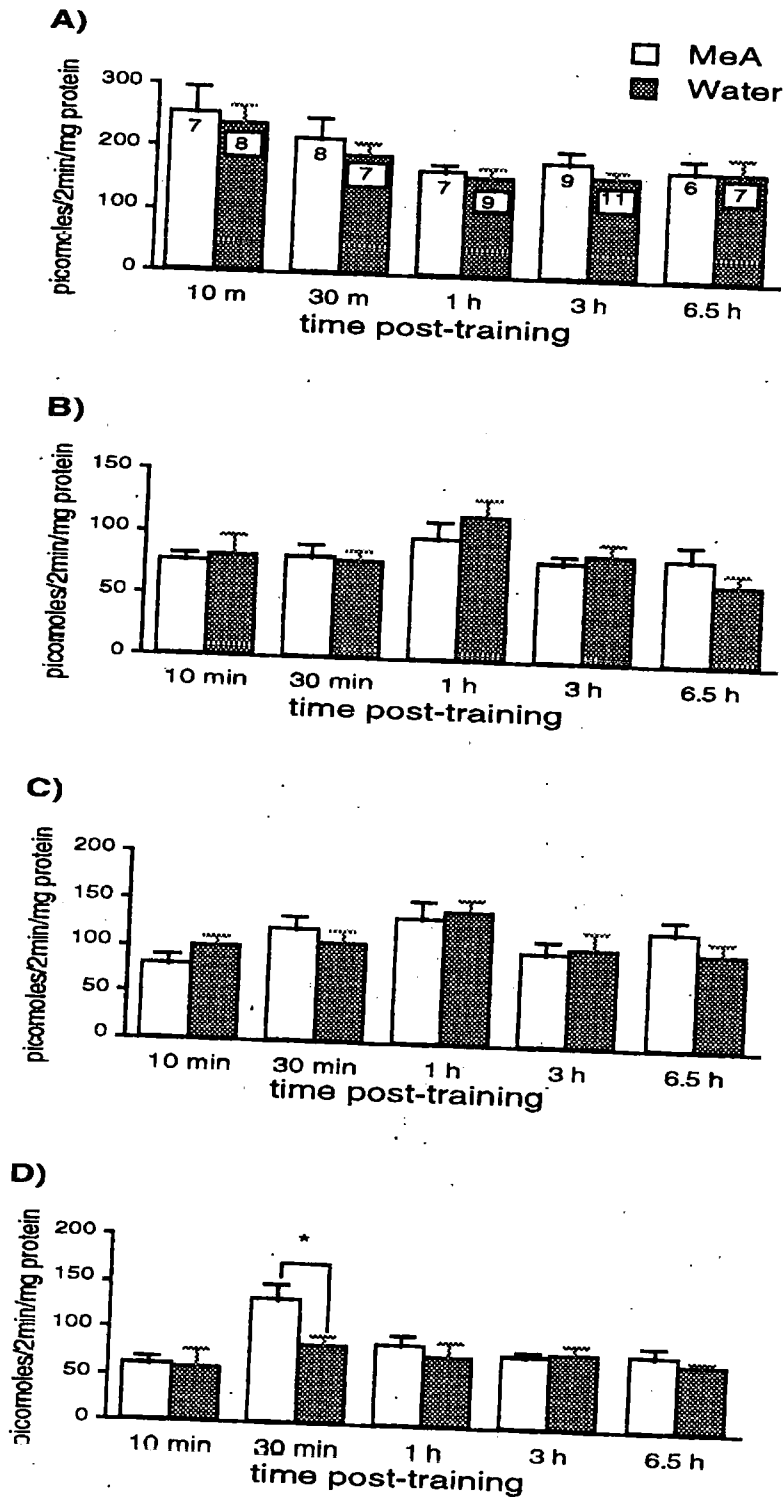 A)
MeA
Water
picomoles/2min/mg protein
300
200
100
0
7
8
8
7
7
9
9
11
6
7
10 m
30 m
1 h
3 h
6.5 h
time post-training
B)
picomoles/2min/mg protein
150
100
50
0
10 min
30 min
1 h
3 h
6.5 h
time post-training
C)
picomoles/2min/mg protein
200
150
100
50
0
10 min
30 min
1 h
3 h
6.5 h
time post-training
D)
picomoles/2min/mg protein
200
150
100
50
0
*
10 min
30 min
1 h
3 h
6.5 h
time post-training